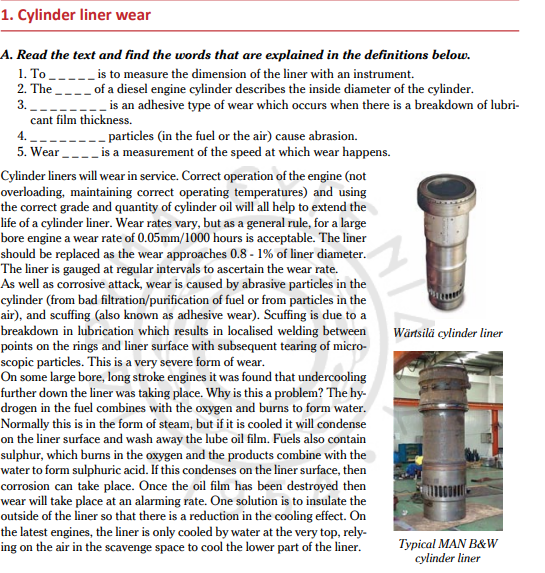 1. Cylinder liner wear
A. Read the text and find the words that are explained in the definitions below.
1. To _ _ _ _ _ is to measure the dimension of the liner with an instrument.
2. The _ _ _ _ of a diesel engine cylinder describes the inside diameter of the cylinder.
3. _ _ _ _ _ _ _ _ is an adhesive type of wear which occurs when there is a breakdown of lubri-
cant film thickness.
4. _ _ _ _ _ _ _ _ particles (in the fuel or the air) cause abrasion.
5. Wear _ _ _ _ is a measurement of the speed at which wear happens.
Cylinder liners will wear in service. Correct operation of the engine (not
overloading, maintaining correct operating temperatures) and using
the correct grade and quantity of cylinder oil will all help to extend the
life of a cylinder liner. Wear rates vary, but as a general rule, for a large
bore engine a wear rate of 0.05mm/1000 hours is acceptable. The liner
should be replaced as the wear approaches 0.8 - 1% of liner diameter.
The liner is gauged at regular intervals to ascertain the wear rate.
As well as corrosive attack, wear is caused by abrasive particles in the
cylinder (from bad filtration/purification of fuel or from particles in the
air), and scuffing (also known as adhesive wear). Scuffing is due to a
breakdown in lubrication which results in localised welding between
points on the rings and liner surface with subsequent tearing of micro-
scopic particles. This is a very severe form of wear.
On some large bore, long stroke engines it was found that undercooling
further down the liner was taking place. Why is this a problem? The hy-
drogen in the fuel combines with the oxygen and burns to form water.
Normally this is in the form of steam, but if it is cooled it will condense
on the liner surface and wash away the lube oil film. Fuels also contain
sulphur, which burns in the oxygen and the products combine with the
water to form sulphuric acid. If this condenses on the liner surface, then
corrosion can take place. Once the oil film has been destroyed then
wear will take place at an alarming rate. One solution is to insulate the
outside of the liner so that there is a reduction in the cooling effect. On
the latest engines, the liner is only cooled by water at the very top, rely-
ing on the air in the scavenge space to cool the lower part of the liner.
Wärtsilä cylinder liner
Typical MAN B&W
cylinder liner